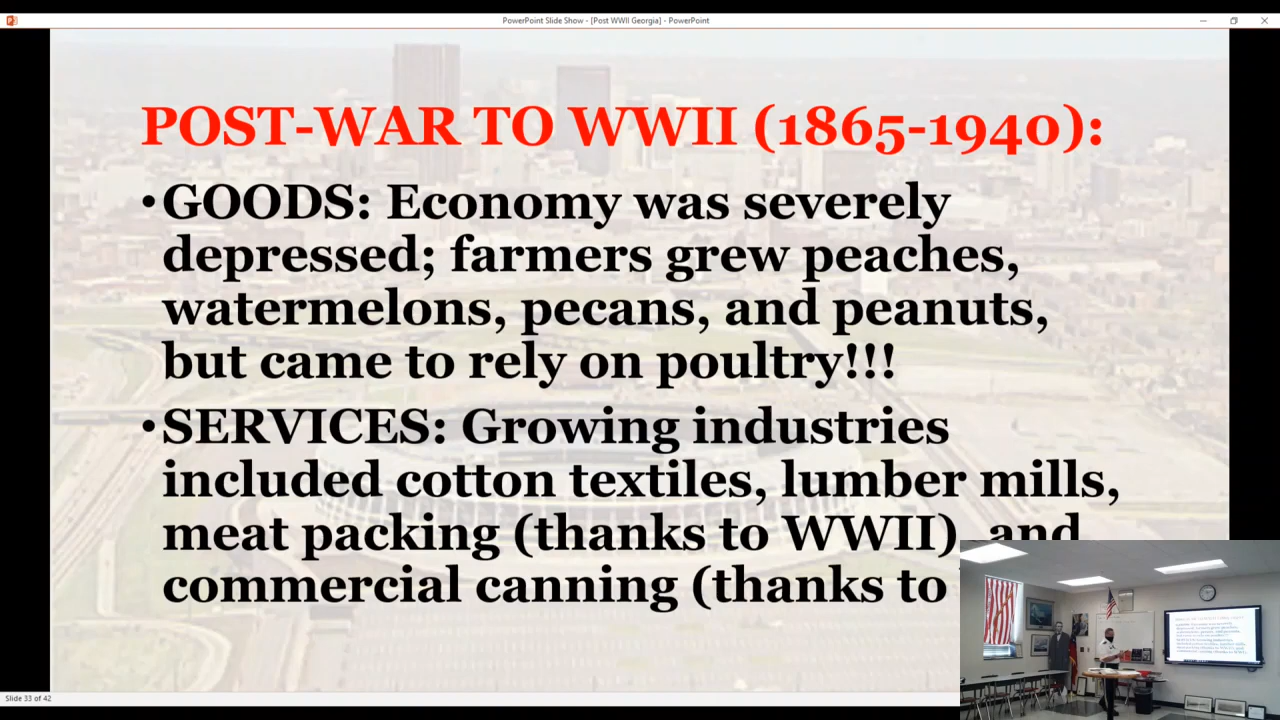 PowerPoint Slide Show - [Post WWII Georgia] - PowerPoint
POST-WAR TO WWII (1865-1940):
•GOODS: Economy was severely
depressed; farmers grew peaches,
watermelons, pecans, and peanuts,
but came to rely on poultry!!!
•SERVICES: Growing industries
included cotton textiles, lumber mills,
meat packing (thanks to WWII), and
commercial canning (thanks to
Slide 33 of 42